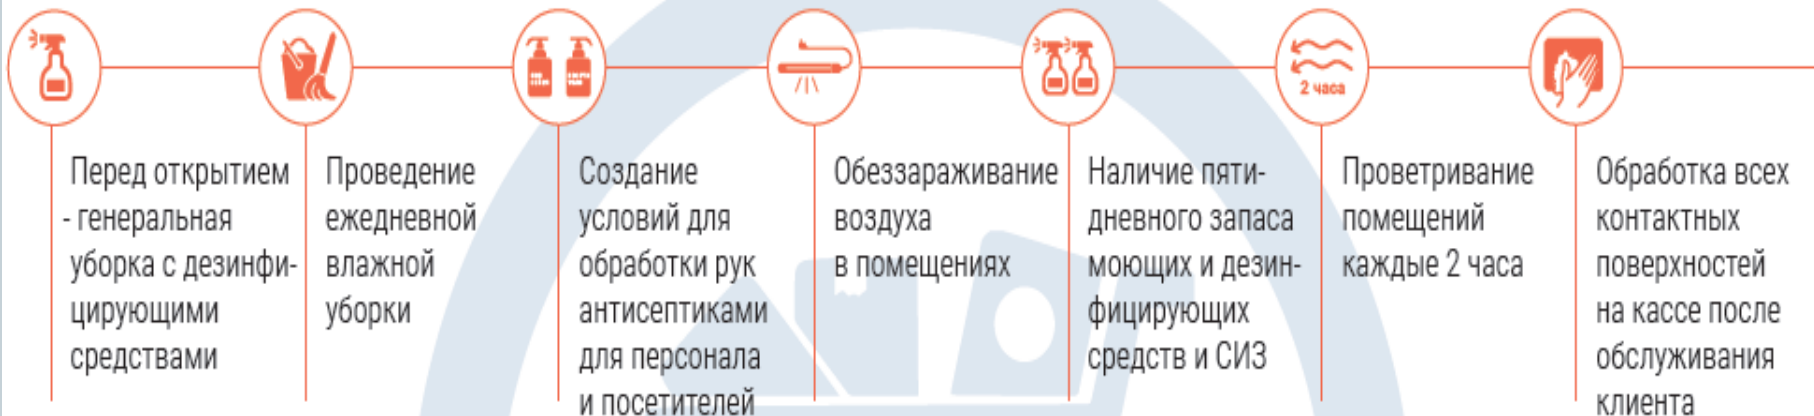 2 часа
Перед открытием
- генеральная
уборка с дезинфи-
цирующими
средствами
Проведение
ежедневной
влажной
уборки
Создание
условий для
обработки рук
антисептиками
для персонала
и посетителей
Обеззараживание
воздуха
в помещениях
Наличие пяти-
дневного запаса
моющих и дезин-
фицирующих
средств и СИЗ
Проветривание
помещений
каждые 2 часа
Обработка всех
контактных
поверхностей
на кассе после
обслуживания
клиента